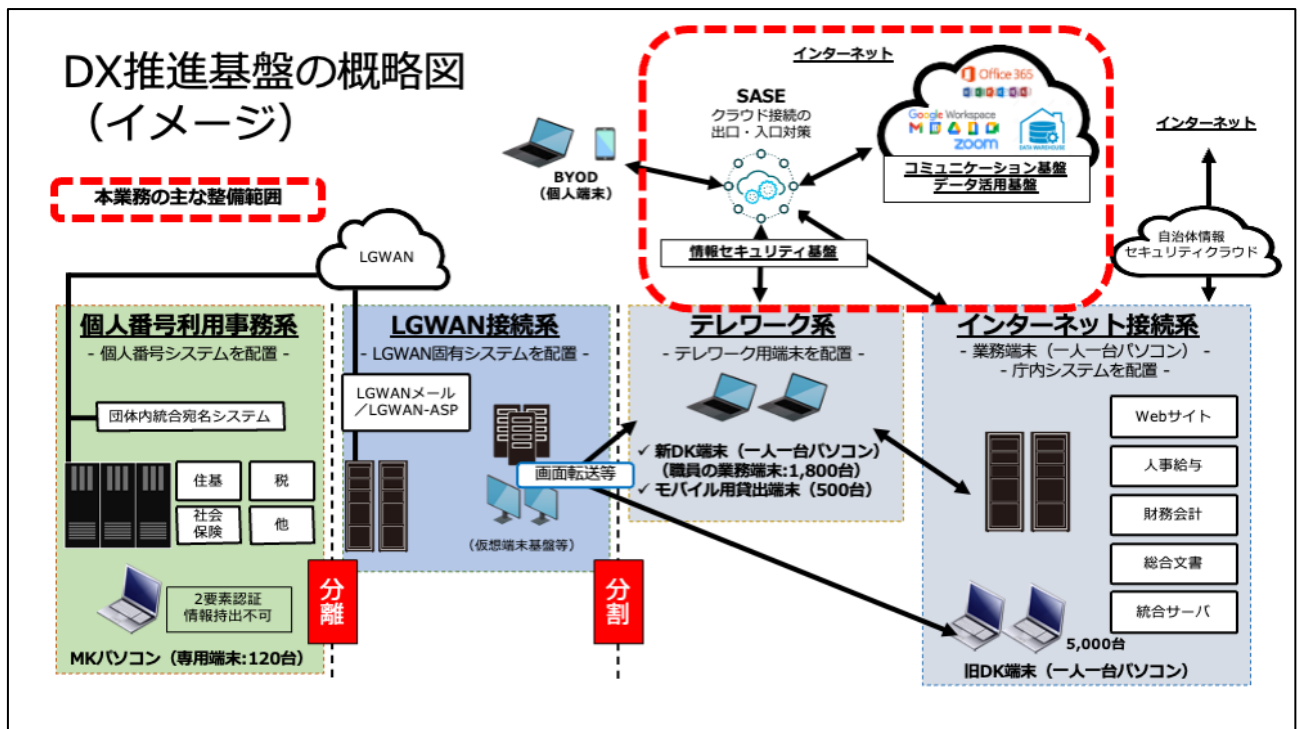 DX推進基盤の概略図
（イメージ）
本業務の主な整備範囲
インターネット
SASE
クラウド接続の
出口・入口対策
Office 365
Google Workspace
zoom
DATA WAREHOUSE
コミュニケーション基盤
データ活用基盤
BYOD
（個人端末）
情報セキュリティ基盤
インターネット
自治体情報
セキュリティクラウド
LGWAN
個人番号利用事務系
- 個人番号システムを配置 -
団体内統合宛名システム
住基
税
社会
保険
他
2要素認証
情報持出不可
MKパソコン（専用端末:120台）
分離
LGWAN接続系
- LGWAN固有システムを配置 -
LGWANメール
／LGWAN-ASP
画面転送等
（仮想端末基盤等）
分割
テレワーク系
- テレワーク用端末を配置 -
✓ 新DK端末（一人一台パソコン）
（職員の業務端末:1,800台）
✓ モバイル用貸出端末（500台）
インターネット接続系
- 業務端末（一人一台パソコン） -
- 庁内システムを配置 -
Webサイト
人事給与
財務会計
総合文書
統合サーバ
5,000台
旧DK端末（一人一台パソコン）